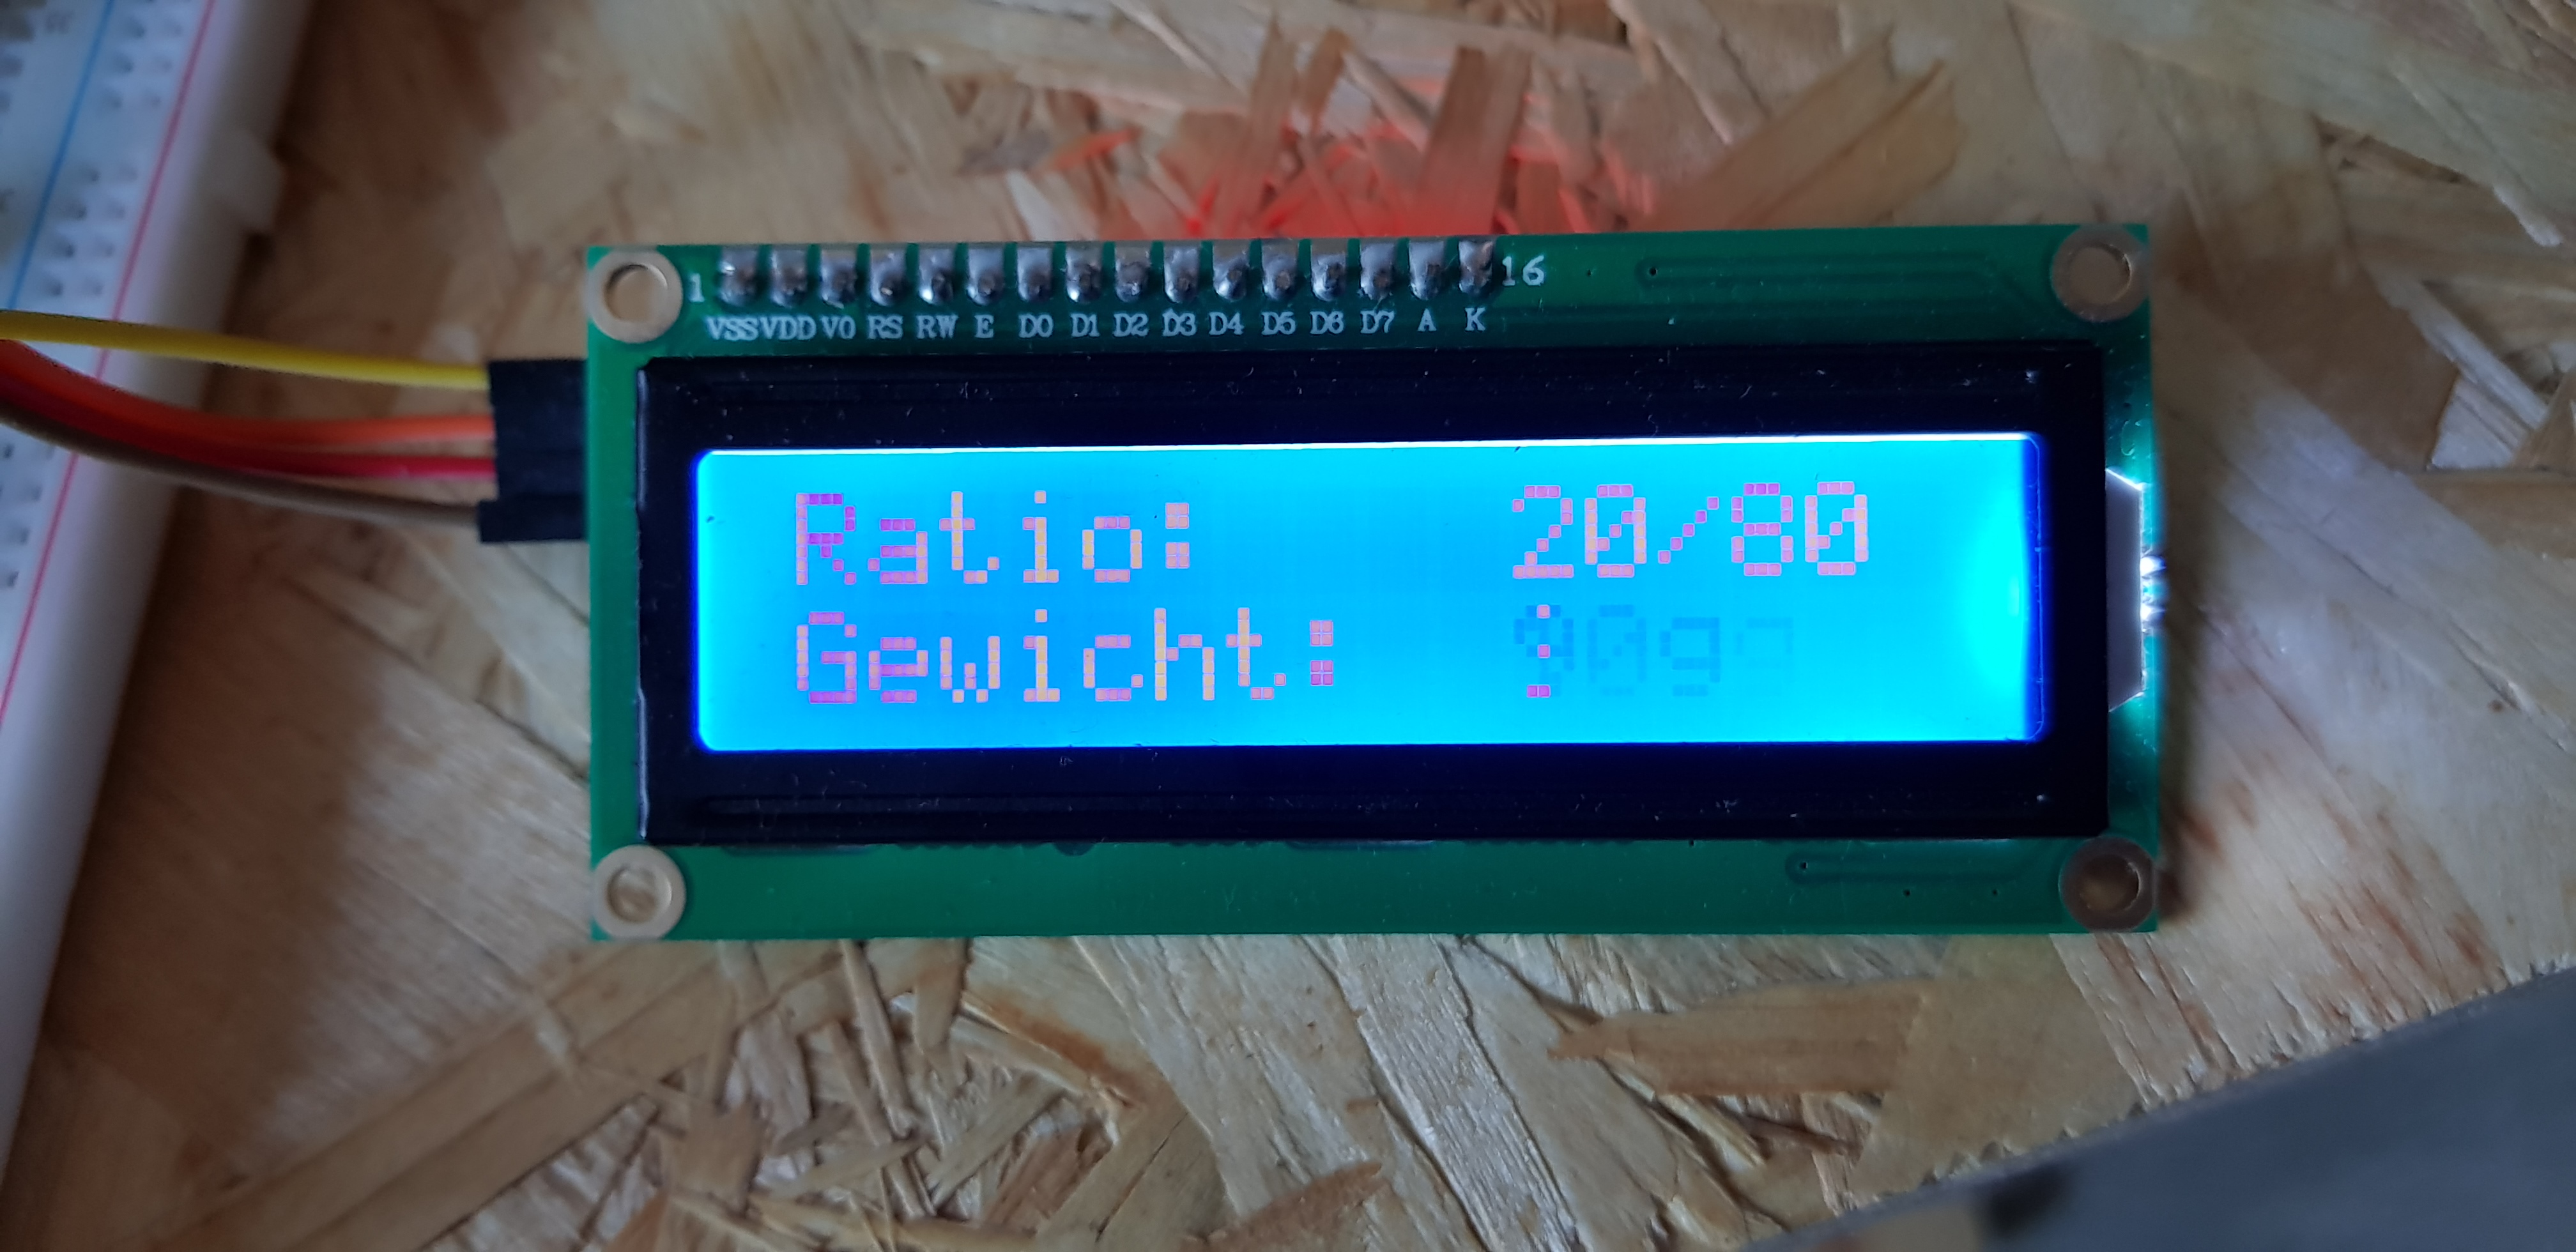 1 16
VSS VDD V0 RS RW E D0 D1 D2 D3 D4 D5 D6 D7 A K
Ratio: 20/80
Gewicht: